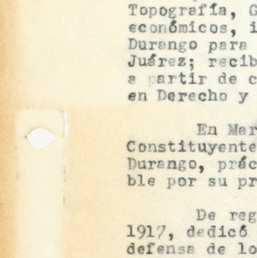 Topografía, G
económicos, i
Durango para
Juárez; recib
a partir de c
en Derecho y
En Mar
Constituyente
Durango, prác
ble por su pr
De reg
1917, dedicó
defensa de lo